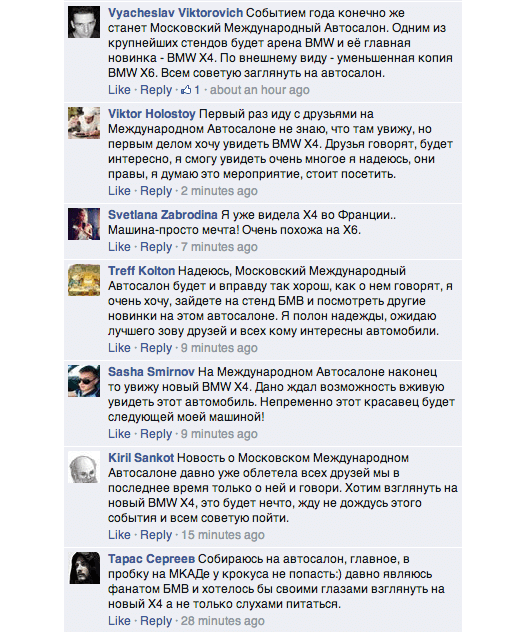 Vyacheslav Viktorovich Событием года конечно же
станет Московский Международный Автосалон. Одним из
крупнейших стендов будет арена BMW и её главная
новинка - BMW X4. По внешнему виду - уменьшенная копия
BMW X6. Всем советую заглянуть на автосалон.
Like · Reply · 1 · about an hour ago
Viktor Holostoy Первый раз иду с друзьями на
Международном Автосалоне не знаю, что там увижу, но
первым делом хочу увидеть BMW X4. Друзья говорят, будет
интересно, я смогу увидеть очень многое я надеюсь, они
правы, я думаю это мероприятие, стоит посетить.
Like · Reply · 2 minutes ago
Svetlana Zabrodina Я уже видела X4 во Франции..
Машина-просто мечта! Очень похожа на X6.
Like · Reply · 7 minutes ago
Treff Kolton Надеюсь, Московский Международный
Автосалон будет и вправду так хорош, как о нем говорят, я
очень хочу, зайдете на стенд БМВ и посмотреть другие
новинки на этом автосалоне. Я полон надежды, ожидаю
лучшего зову друзей и всех кому интересны автомобили.
Like · Reply · 9 minutes ago
Sasha Smirnov На Международном Автосалоне наконец
то увижу новый BMW X4. Дано ждал возможность вживую
увидеть этот автомобиль. Непременно этот красавец будет
следующей моей машиной!
Like · Reply · 9 minutes ago
Kiril Sankot Новость о Московском Международном
Автосалоне давно уже облетела всех друзей мы в
последнее время только о ней и говори. Хотим взглянуть на
новый BMW X4, это будет нечто, жду не дождусь этого
события и всем советую пойти.
Like · Reply · 15 minutes ago
Тарас Сергеев Собираюсь на автосалон, главное, в
пробку на МКАДе у крокуса не попасть:) давно являюсь
фанатом БМВ и хотелось бы своими глазами взглянуть на
новый X4 а не только слухами питаться.
Like · Reply · 28 minutes ago